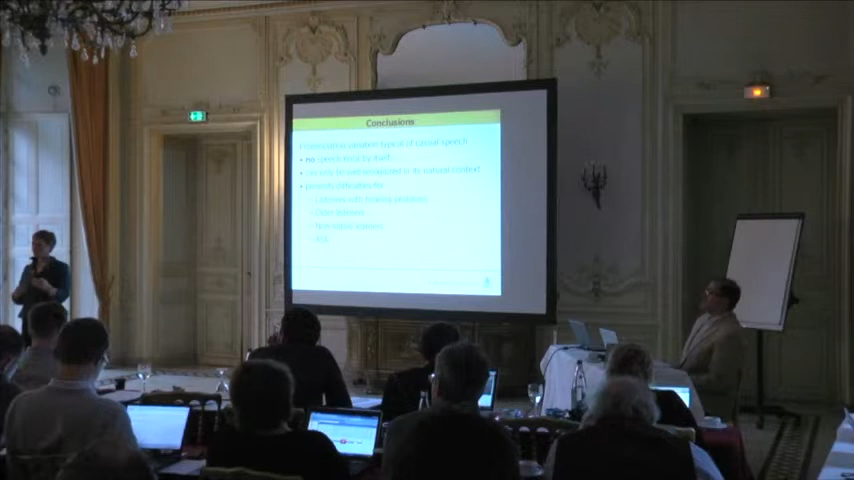 Conclusions
Pronunciation variation typical of casual speech
• no speech error by itself
• can only be well recognized in its natural context
• presents difficulties for
- Listeners with hearing problems
- Older listeners
- Non-native listeners
- ASR